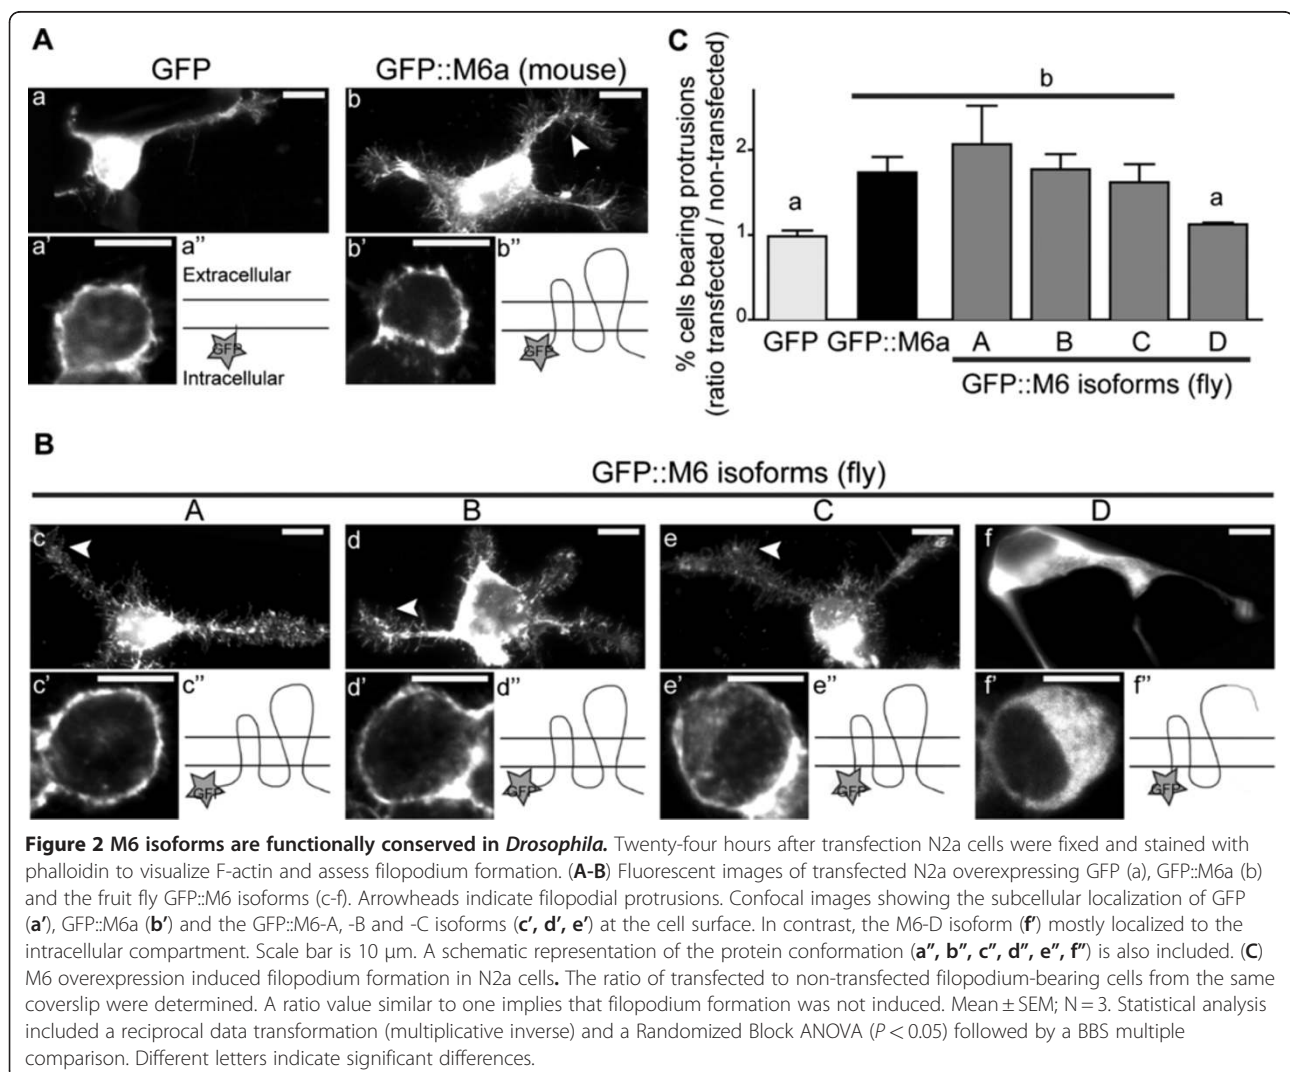 A
GFP
GFP::M6a (mouse)
a
b
a'
a''
Extracellular
GFP
Intracellular
b'
b''
GFP
C
% cells bearing protrusions
(ratio transfected / non-transfected)
2
1
0
a
b
a
GFP GFP::M6a A B C D
GFP::M6 isoforms (fly)
B
GFP::M6 isoforms (fly)
A B C D
c
d
e
f
c'
c''
GFP
d'
d''
GFP
e'
e''
GFP
f'
f''
GFP
Figure 2 M6 isoforms are functionally conserved in Drosophila. Twenty-four hours after transfection N2a cells were fixed and stained with
phalloidin to visualize F-actin and assess filopodium formation. (A-B) Fluorescent images of transfected N2a overexpressing GFP (a), GFP::M6a (b)
and the fruit fly GFP::M6 isoforms (c-f). Arrowheads indicate filopodial protrusions. Confocal images showing the subcellular localization of GFP
(a′), GFP::M6a (b′) and the GFP::M6-A, -B and -C isoforms (c′, d′, e′) at the cell surface. In contrast, the M6-D isoform (f′) mostly localized to the
intracellular compartment. Scale bar is 10 μm. A schematic representation of the protein conformation (a″, b″, c″, d″, e″, f″) is also included. (C)
M6 overexpression induced filopodium formation in N2a cells. The ratio of transfected to non-transfected filopodium-bearing cells from the same
coverslip were determined. A ratio value similar to one implies that filopodium formation was not induced. Mean ± SEM; N = 3. Statistical analysis
included a reciprocal data transformation (multiplicative inverse) and a Randomized Block ANOVA (P < 0.05) followed by a BBS multiple
comparison. Different letters indicate significant differences.